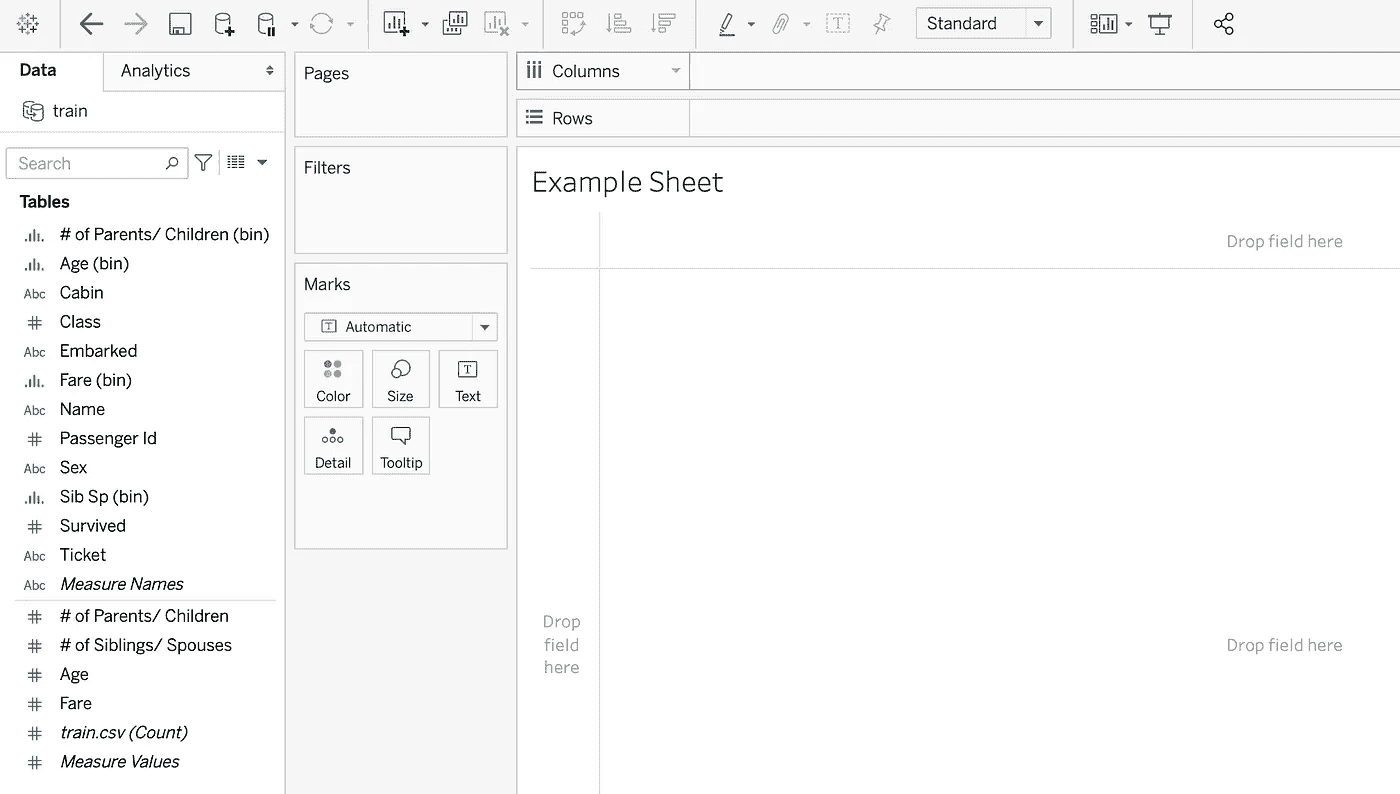 Standard
Data
Analytics
train
Search
Tables
# of Parents/ Children (bin)
Age (bin)
Abc Cabin
Class
Abc Embarked
Fare (bin)
Abc Name
Passenger Id
Abc Sex
Sib Sp (bin)
Survived
Abc Ticket
Abc Measure Names
# of Parents/ Children
# of Siblings/ Spouses
Age
Fare
train.csv (Count)
Measure Values
Pages
Filters
Marks
T Automatic
Color
Size
T
Text
Detail
Tooltip
Columns
Rows
Example Sheet
Drop field here
Drop
field
here
Drop field here